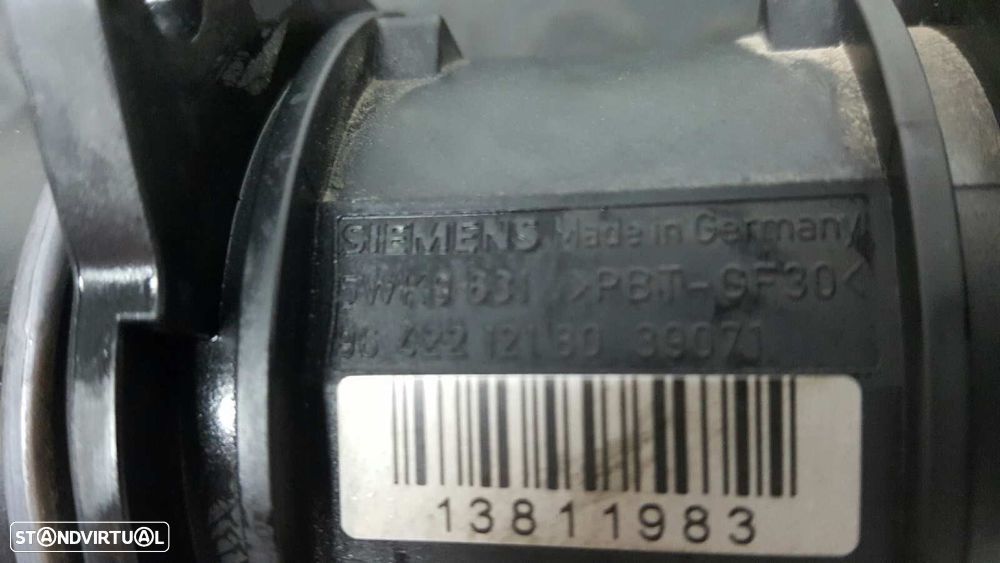 SIEMENS Made in Germany
5WK9 631 >PBT-GF30<
96 422 121 80 39071
13811983
STANDVIRTUAL